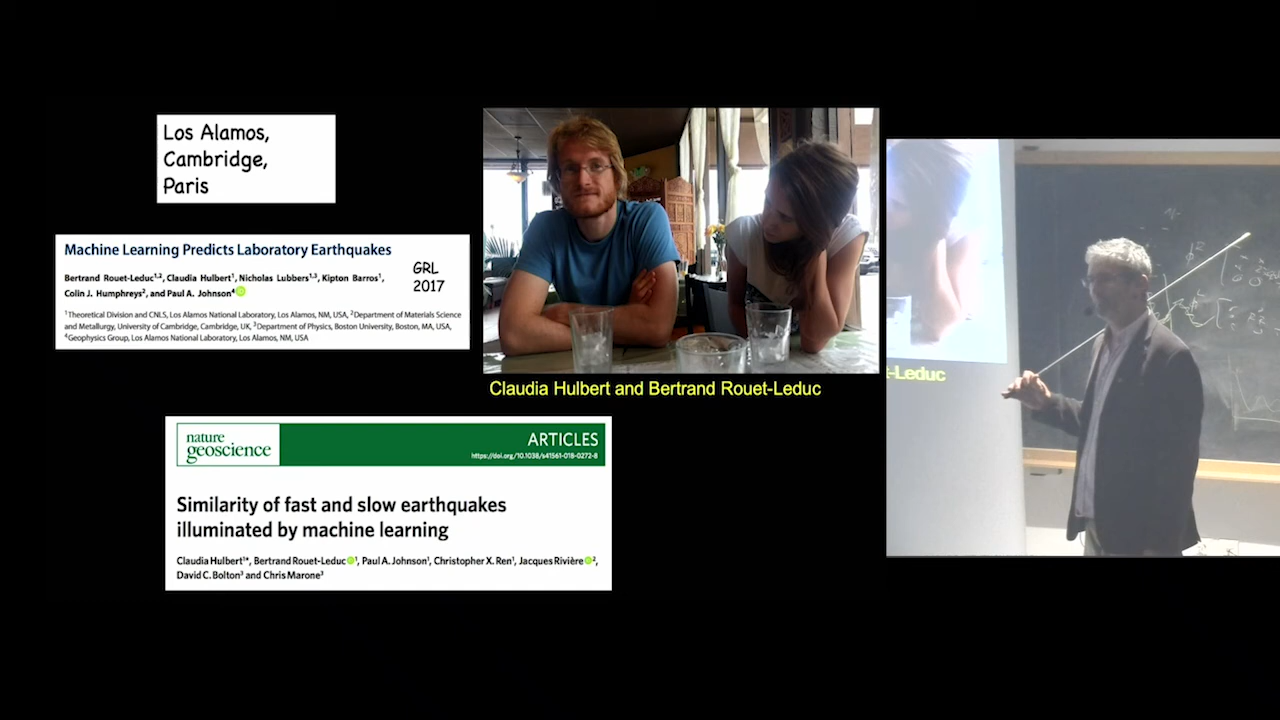 Los Alamos,
Cambridge,
Paris
Machine Learning Predicts Laboratory Earthquakes
Bertrand Rouet-Leduc1,2, Claudia Hulbert1, Nicholas Lubbers1,3, Kipton Barros1,
Colin J. Humphreys2, and Paul A. Johnson4
GRL
2017
1Theoretical Division and CNLS, Los Alamos National Laboratory, Los Alamos, NM, USA, 2Department of Materials Science
and Metallurgy, University of Cambridge, Cambridge, UK, 3Department of Physics, Boston University, Boston, MA, USA,
4Geophysics Group, Los Alamos National Laboratory, Los Alamos, NM, USA
Claudia Hulbert and Bertrand Rouet-Leduc
t-Leduc
nature
geoscience
ARTICLES
https://doi.org/10.1038/s41561-018-0272-8
Similarity of fast and slow earthquakes
illuminated by machine learning
Claudia Hulbert1*, Bertrand Rouet-Leduc1, Paul A. Johnson1, Christopher X. Ren1, Jacques Rivière2,
David C. Bolton3 and Chris Marone3